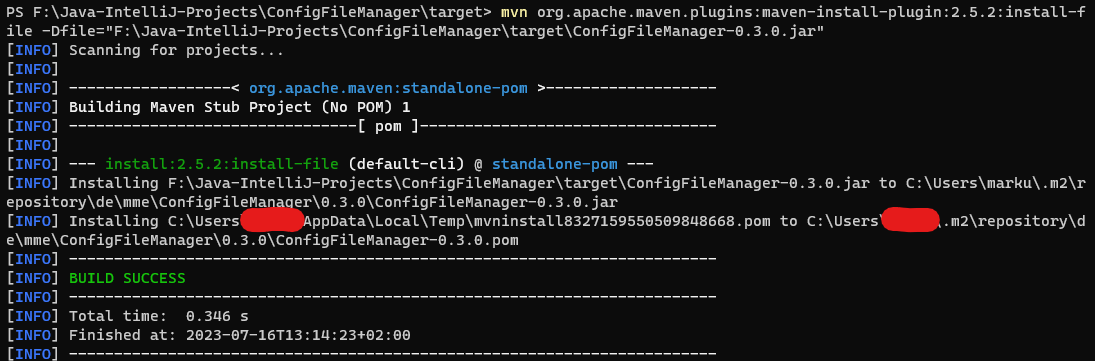 PS F:\Java-IntelliJ-Projects\ConfigFileManager\target> mvn org.apache.maven.plugins:maven-install-plugin:2.5.2:install-f
ile -Dfile="F:\Java-IntelliJ-Projects\ConfigFileManager\target\ConfigFileManager-0.3.0.jar"
[INFO] Scanning for projects...
[INFO]
[INFO] ------------------< org.apache.maven:standalone-pom >-------------------
[INFO] Building Maven Stub Project (No POM) 1
[INFO] --------------------------------[ pom ]---------------------------------
[INFO]
[INFO] --- install:2.5.2:install-file (default-cli) @ standalone-pom ---
[INFO] Installing F:\Java-IntelliJ-Projects\ConfigFileManager\target\ConfigFileManager-0.3.0.jar to C:\Users\marku\.m2\r
epository\de\mme\ConfigFileManager\0.3.0\ConfigFileManager-0.3.0.jar
[INFO] Installing C:\Users\AppData\Local\Temp\mvninstall8327159550509848668.pom to C:\Users\.m2\repository\d
e\mme\ConfigFileManager\0.3.0\ConfigFileManager-0.3.0.pom
[INFO] ------------------------------------------------------------------------
[INFO] BUILD SUCCESS
[INFO] ------------------------------------------------------------------------
[INFO] Total time:  0.346 s
[INFO] Finished at: 2023-07-16T13:14:23+02:00
[INFO] ------------------------------------------------------------------------